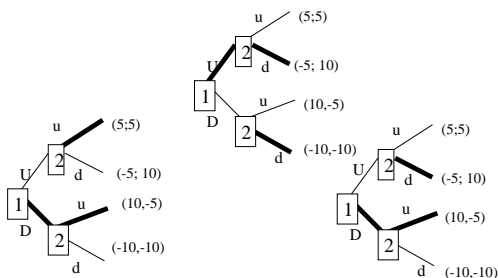 u
(5;5)
2
U
d
(-5; 10)
1
u
(10,-5)
D
2
d
(-10,-10)
u
(5;5)
2
U
d
(-5; 10)
1
u
(10,-5)
D
2
d
(-10,-10)
u
(5;5)
2
U
d
(-5; 10)
1
u
(10,-5)
D
2
d
(-10,-10)